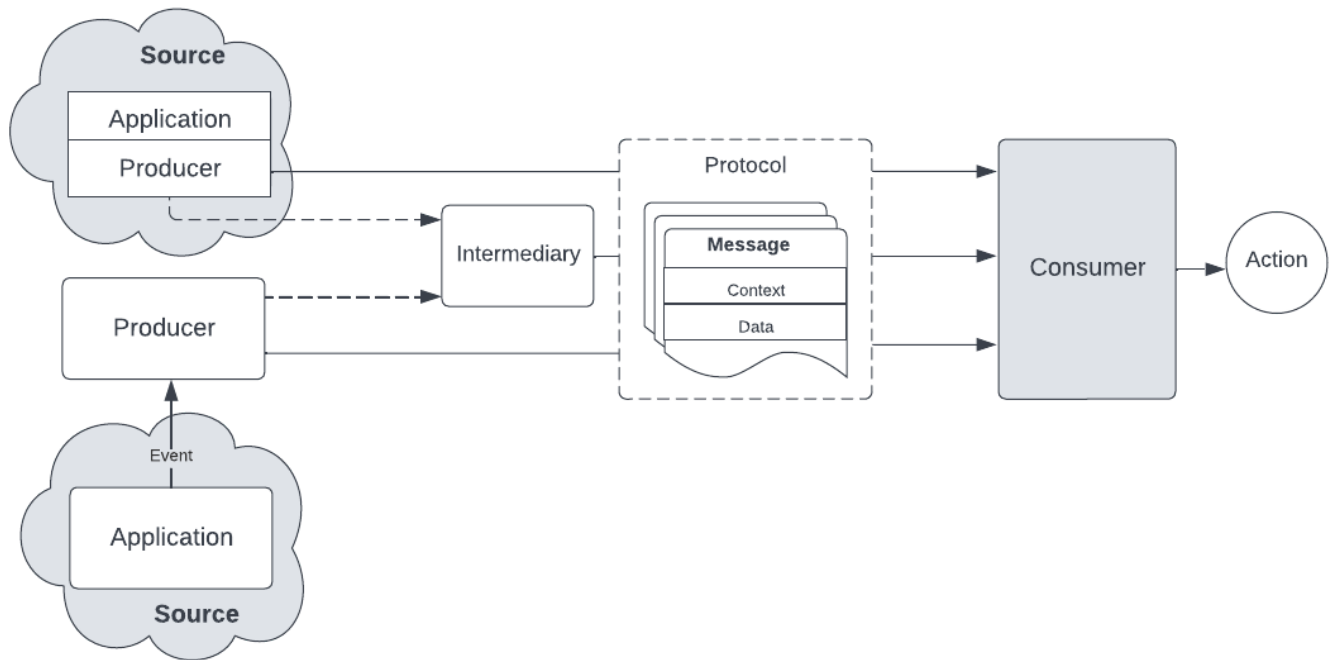 Source
Application
Producer
Protocol
Intermediary
Message
Context
Data
Consumer
Action
Producer
Event
Application
Source